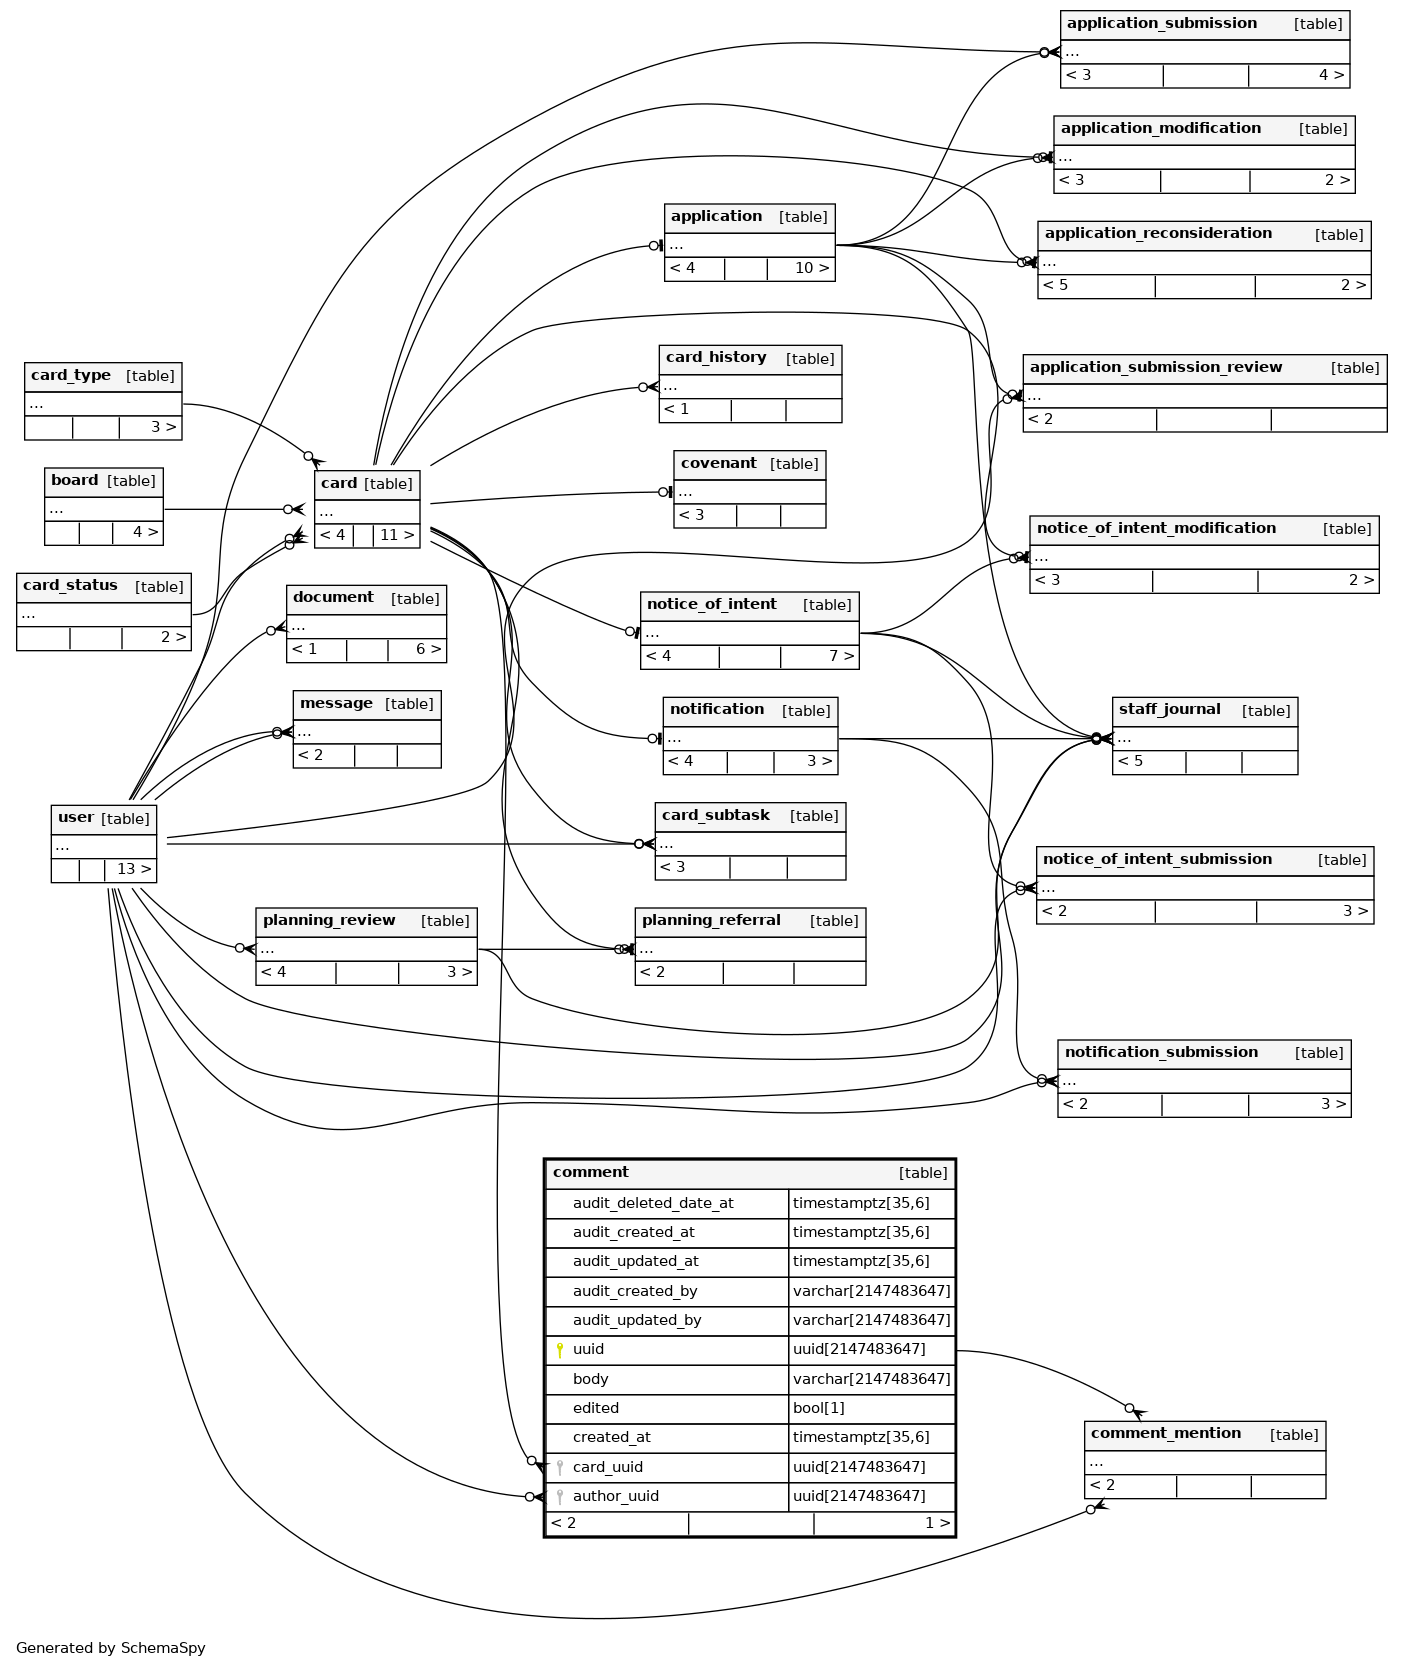 application_submission [table]
...
< 3 4 >
application_modification [table]
...
< 3 2 >
application [table]
...
< 4 10 >
application_reconsideration [table]
...
< 5 2 >
card_history [table]
...
< 1
application_submission_review [table]
...
< 2
card_type [table]
...
3 >
covenant [table]
...
< 3
board [table]
...
4 >
card [table]
...
< 4 11 >
notice_of_intent_modification [table]
...
< 3 2 >
card_status [table]
...
2 >
document [table]
...
< 1 6 >
notice_of_intent [table]
...
< 4 7 >
message [table]
...
< 2
notification [table]
...
< 4 3 >
staff_journal [table]
...
< 5
user [table]
...
13 >
card_subtask [table]
...
< 3
notice_of_intent_submission [table]
...
< 2 3 >
planning_review [table]
...
< 4 3 >
planning_referral [table]
...
< 2
notification_submission [table]
...
< 2 3 >
comment [table]
audit_deleted_date_at timestamptz[35,6]
audit_created_at timestamptz[35,6]
audit_updated_at timestamptz[35,6]
audit_created_by varchar[2147483647]
audit_updated_by varchar[2147483647]
uuid uuid[2147483647]
body varchar[2147483647]
edited bool[1]
created_at timestamptz[35,6]
card_uuid uuid[2147483647]
author_uuid uuid[2147483647]
< 2 1 >
comment_mention [table]
...
< 2
Generated by SchemaSpy